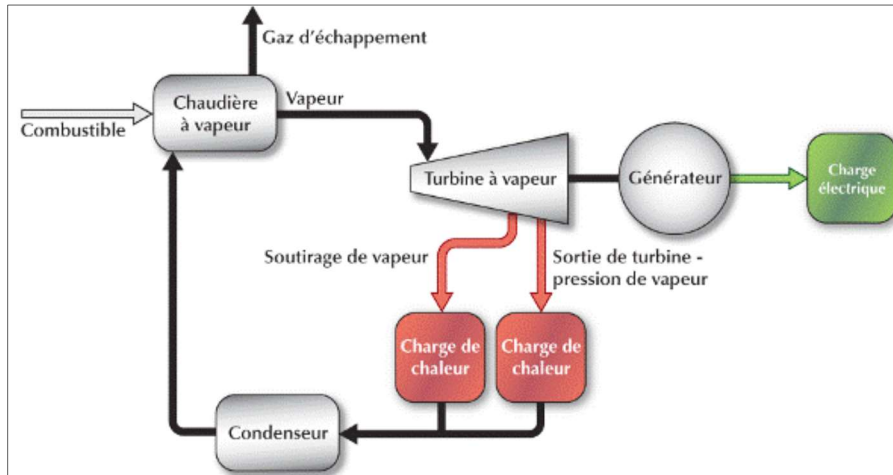 Gaz d'échappement
Combustible
Chaudière
à vapeur
Vapeur
Turbine à vapeur
Générateur
Charge
électrique
Soutirage de vapeur
Sortie de turbine -
pression de vapeur
Charge de
chaleur
Charge de
chaleur
Condenseur